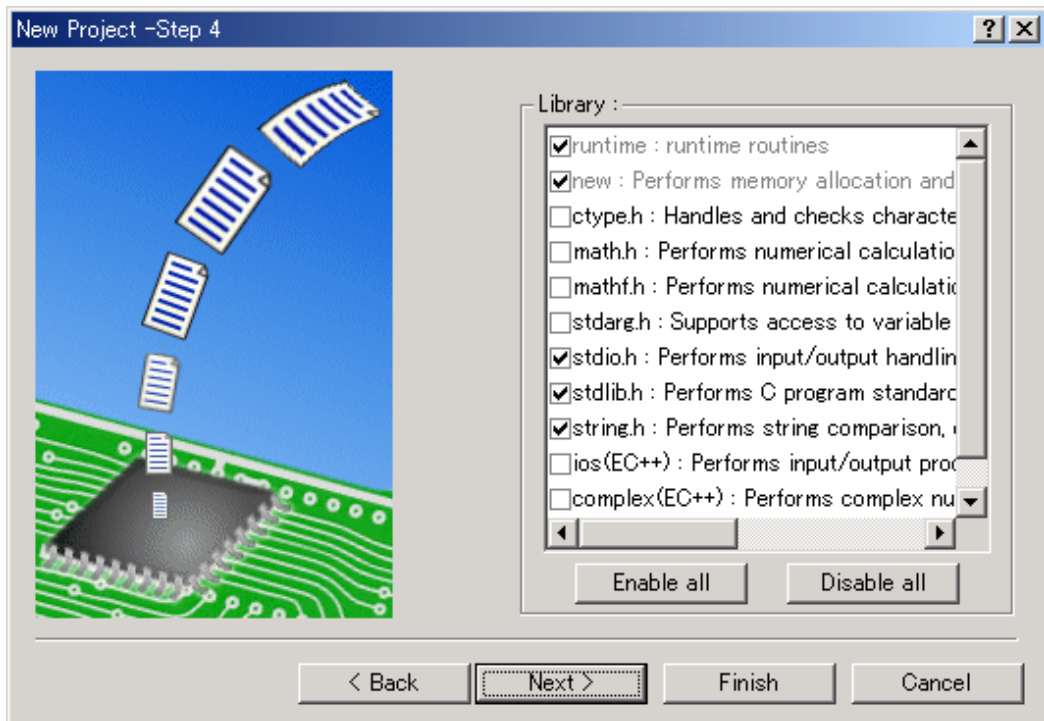 New Project -Step 4
Library :
runtime : runtime routines
new : Performs memory allocation and
ctype.h : Handles and checks characte
math.h : Performs numerical calculatio
mathf.h : Performs numerical calculatic
stdarg.h : Supports access to variable
stdio.h : Performs input/output handlin
stdlib.h : Performs C program standard
string.h : Performs string comparison,
ios(EC++) : Performs input/output proc
complex(EC++) : Performs complex nu
Enable all Disable all
< Back Next > Finish Cancel